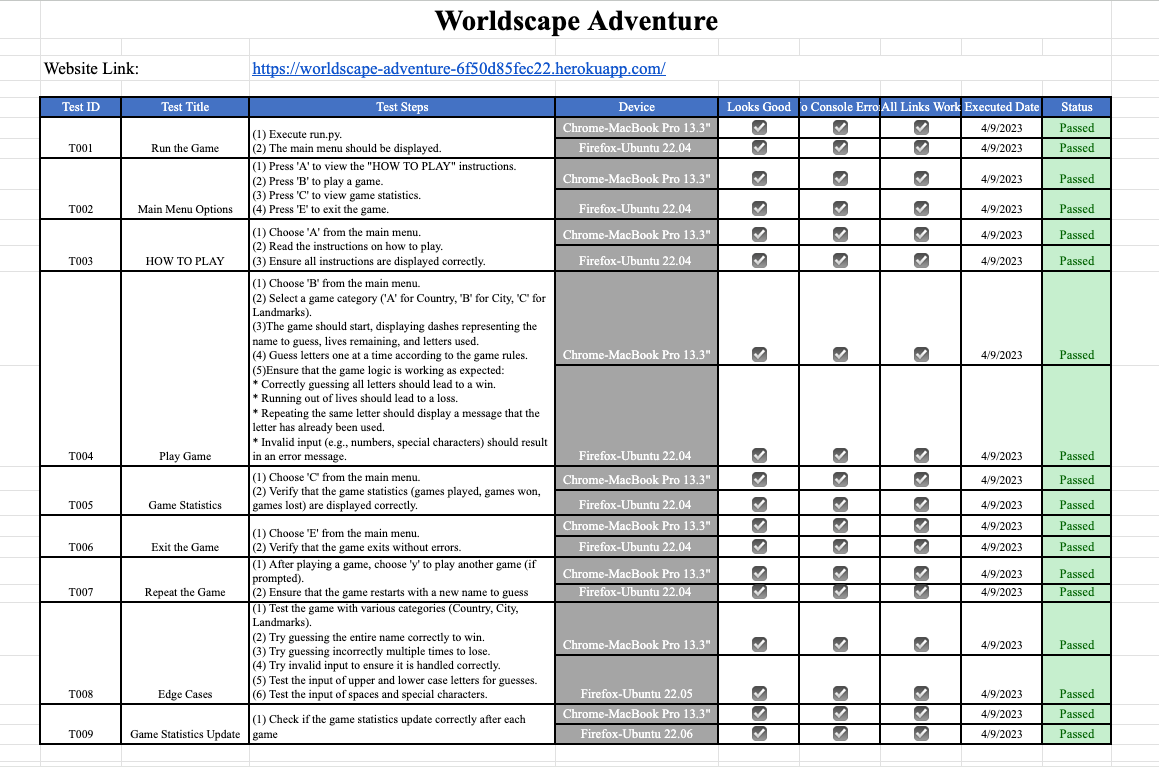 Worldscape Adventure
Website Link: https://worldscape-adventure-6f50d85fec22.herokuapp.com/
Test ID Test Title Test Steps Device Looks Good o Console Erro All Links Work Executed Date Status
Chrome-MacBook Pro 13.3" 4/9/2023 Passed
(1) Execute run.py.
T001 Run the Game (2) The main menu should be displayed. Firefox-Ubuntu 22.04 4/9/2023 Passed
(1) Press 'A' to view the "HOW TO PLAY" instructions.
(2) Press 'B' to play a game. Chrome-MacBook Pro 13.3" 4/9/2023 Passed
(3) Press 'C' to view game statistics.
T002 Main Menu Options (4) Press 'E' to exit the game. Firefox-Ubuntu 22.04 4/9/2023 Passed
(1) Choose 'A' from the main menu. Chrome-MacBook Pro 13.3" 4/9/2023 Passed
(2) Read the instructions on how to play.
T003 HOW TO PLAY (3) Ensure all instructions are displayed correctly. Firefox-Ubuntu 22.04 4/9/2023 Passed
(1) Choose 'B' from the main menu.
(2) Select a game category ('A' for Country, 'B' for City, 'C' for
Landmarks).
(3)The game should start, displaying dashes representing the
name to guess, lives remaining, and letters used.
(4) Guess letters one at a time according to the game rules. Chrome-MacBook Pro 13.3" 4/9/2023 Passed
(5)Ensure that the game logic is working as expected:
* Correctly guessing all letters should lead to a win.
* Running out of lives should lead to a loss.
* Repeating the same letter should display a message that the
letter has already been used.
* Invalid input (e.g., numbers, special characters) should result
T004 Play Game in an error message. Firefox-Ubuntu 22.04 4/9/2023 Passed
(1) Choose 'C' from the main menu. Chrome-MacBook Pro 13.3" 4/9/2023 Passed
(2) Verify that the game statistics (games played, games won,
T005 Game Statistics games lost) are displayed correctly. Firefox-Ubuntu 22.04 4/9/2023 Passed
Chrome-MacBook Pro 13.3" 4/9/2023 Passed
(1) Choose 'E' from the main menu.
T006 Exit the Game (2) Verify that the game exits without errors. Firefox-Ubuntu 22.04 4/9/2023 Passed
(1) After playing a game, choose 'y' to play another game (if
prompted). Chrome-MacBook Pro 13.3" 4/9/2023 Passed
T007 Repeat the Game (2) Ensure that the game restarts with a new name to guess Firefox-Ubuntu 22.04 4/9/2023 Passed
(1) Test the game with various categories (Country, City,
Landmarks).
(2) Try guessing the entire name correctly to win.
(3) Try guessing incorrectly multiple times to lose. Chrome-MacBook Pro 13.3" 4/9/2023 Passed
(4) Try invalid input to ensure it is handled correctly.
(5) Test the input of upper and lower case letters for guesses.
T008 Edge Cases (6) Test the input of spaces and special characters. Firefox-Ubuntu 22.05 4/9/2023 Passed
(1) Check if the game statistics update correctly after each Chrome-MacBook Pro 13.3" 4/9/2023 Passed
T009 Game Statistics Update game Firefox-Ubuntu 22.06 4/9/2023 Passed